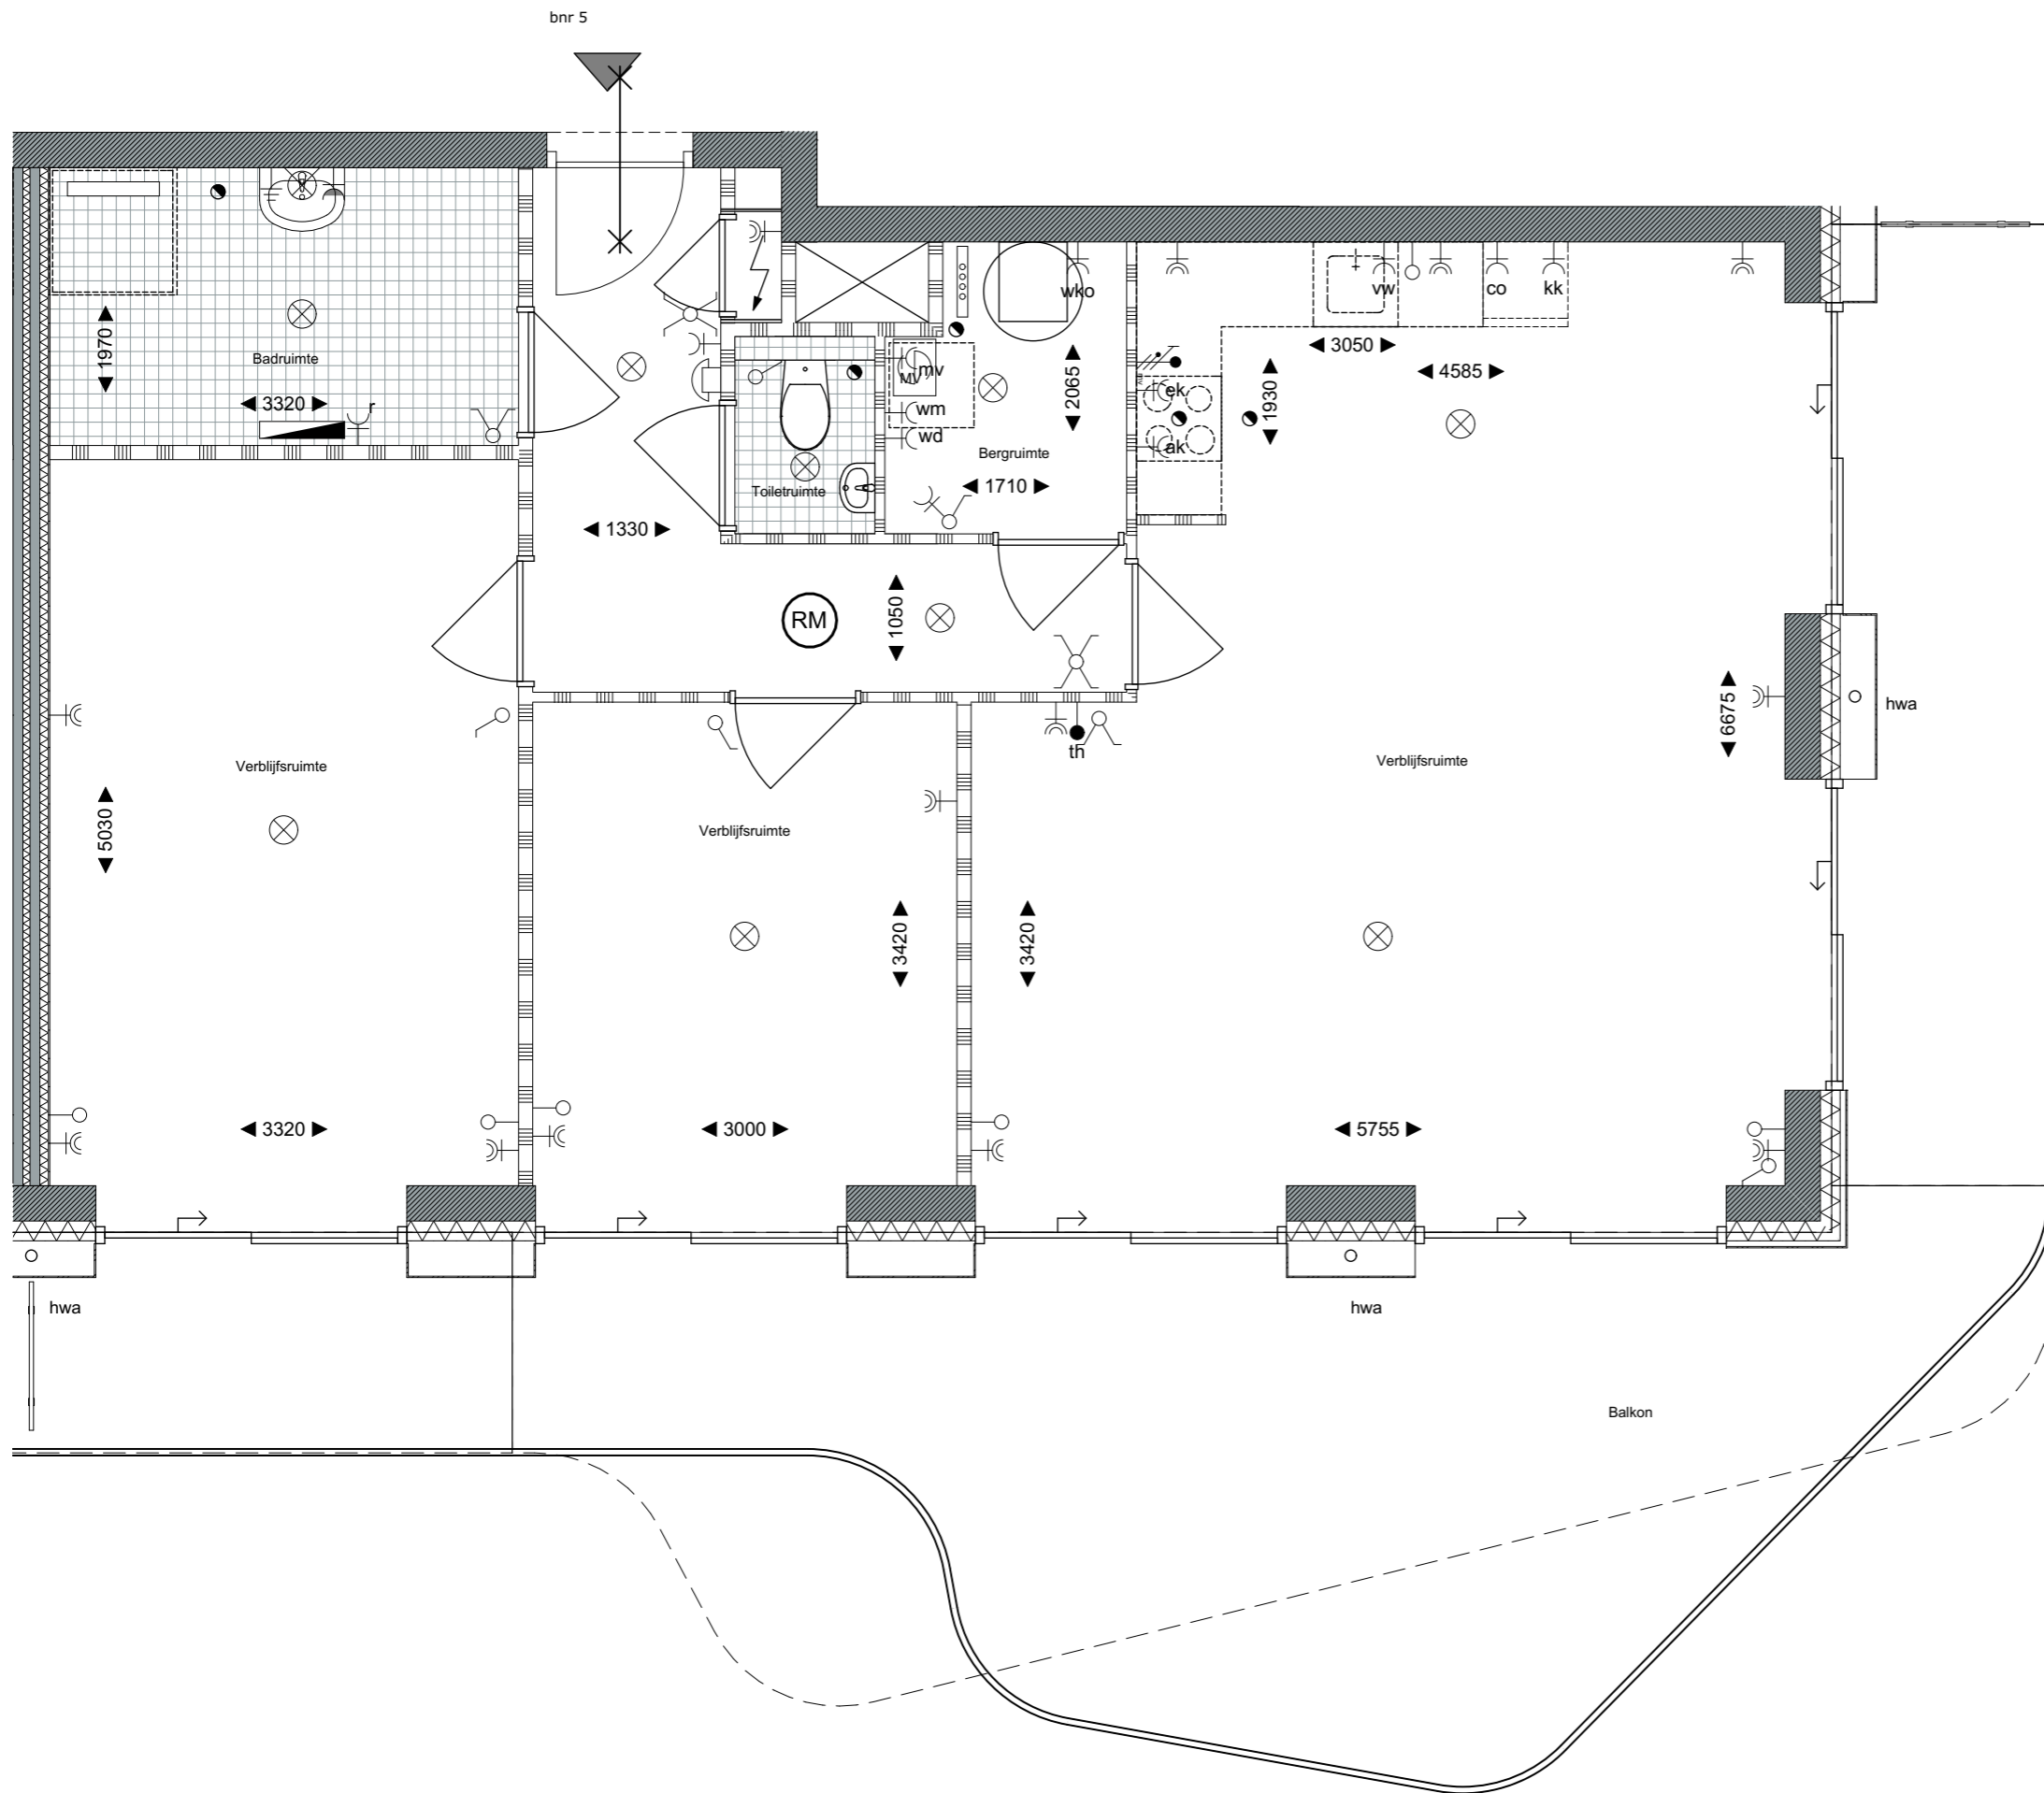 bnr 5
wko
vw
co
kk
1970
3050
Badruimte
mv
MV
4585
ek
3320
r
wm
2065
1930
wd
ak
Bergruimte
Toiletruimte
1710
1330
RM
1050
hwa
6675
th
Verblijfsruimte
Verblijfsruimte
5030
Verblijfsruimte
3420
3420
3320
3000
5755
hwa
hwa
Balkon